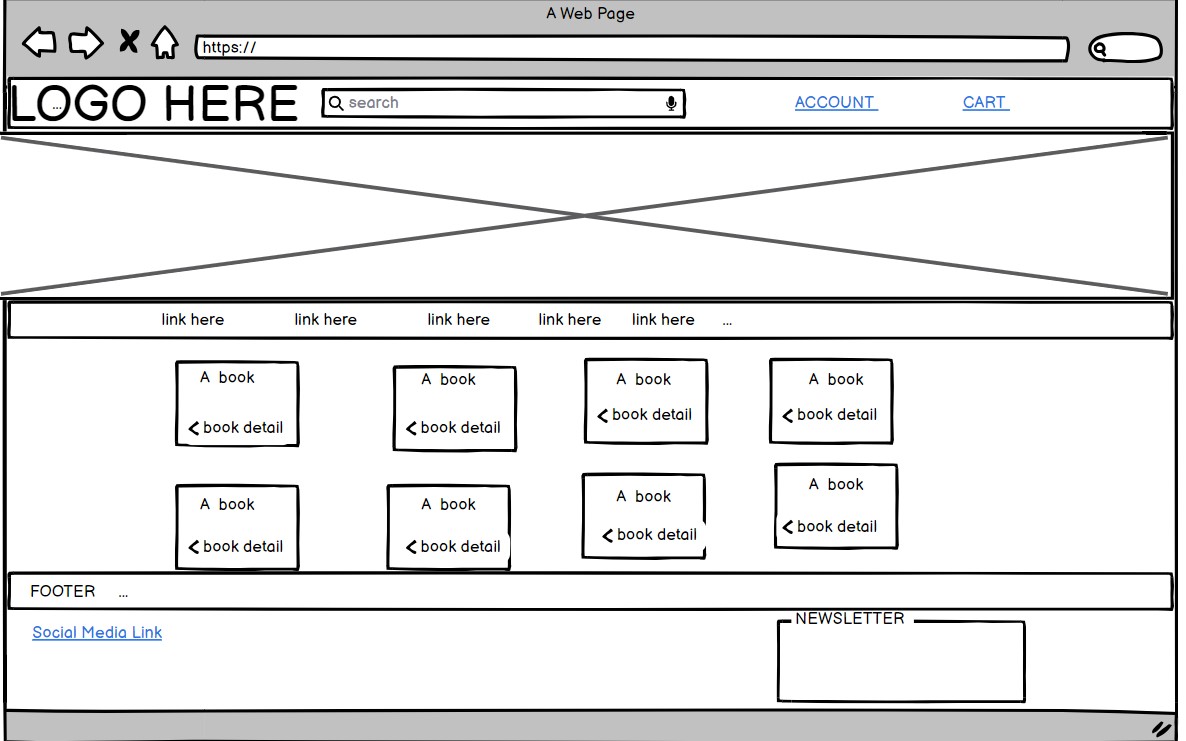 A Web Page
https://
LOGO HERE
...
search
ACCOUNT
CART
link here link here link here link here link here ...
A book A book A book A book
book detail book detail book detail book detail
A book A book A book A book
book detail book detail book detail book detail
FOOTER ...
Social Media Link
NEWSLETTER